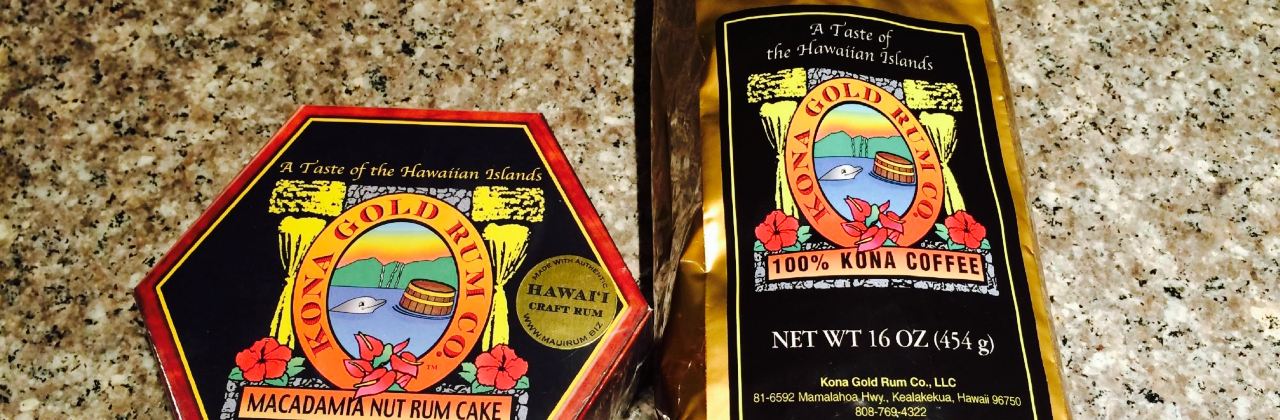 A Taste of the Hawaiian Islands
KONA GOLD RUM CO.
TM
MADE WITH AUTHENTIC
HAWAI'I
CRAFT RUM
WWW.MAUIRUM.BIZ
MACADAMIA NUT RUM CAKE
A Taste of
the Hawaiian Islands
KONA GOLD RUM CO.
100% KONA COFFEE
NET WT 16 OZ (454 g)
Kona Gold Rum Co., LLC
81-6592 Mamalahoa Hwy., Kealakekua, Hawaii 96750
808-769-4322